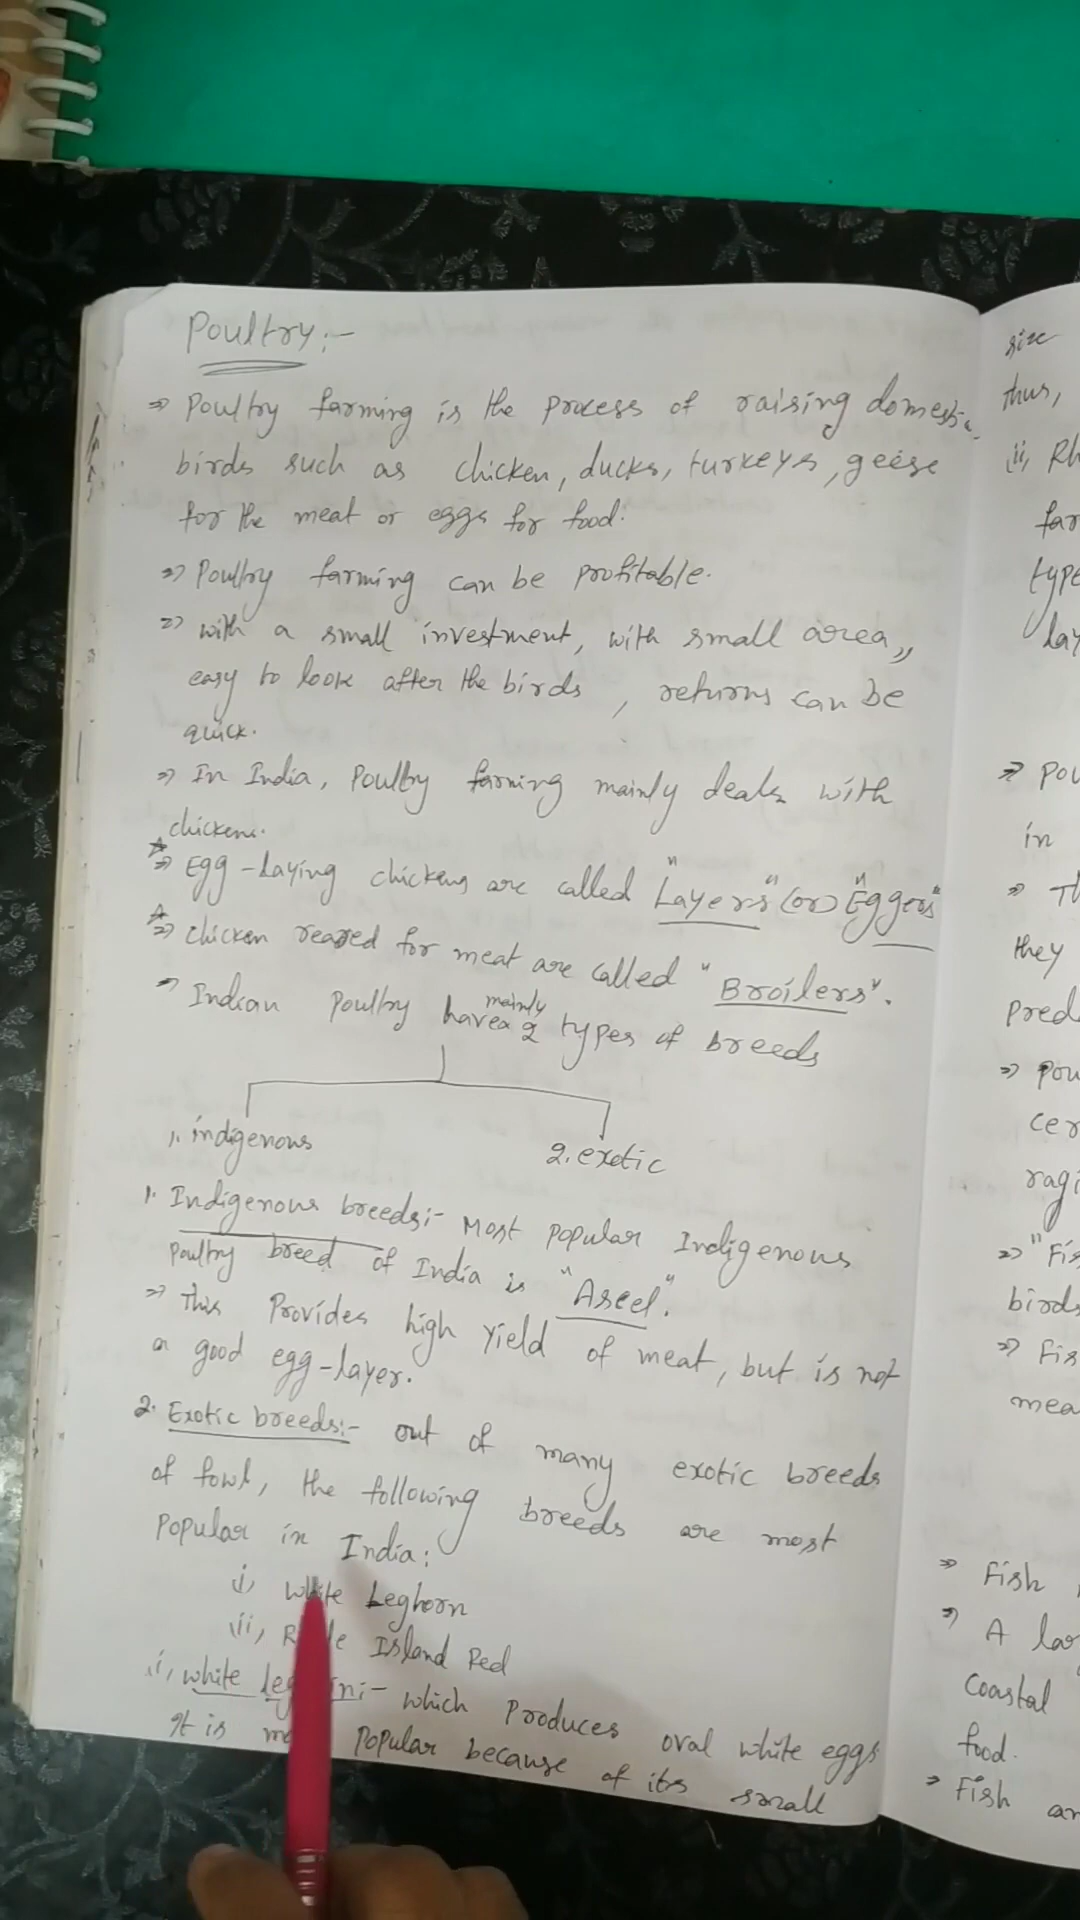 Poultry:-
⇒ Poultry farming is the process of raising domestic
birds such as chicken, ducks, turkeys, geese
for the meat or eggs for food.
⇒ Poultry farming can be profitable.
⇒ with a small investment, with small area,,
easy to look after the birds, returns can be
quick.
⇒ In India, Poultry farming mainly deals with
chickens.
☆⇒ Egg-Laying chickens are called "Layers" (or) "Eggers"
☆⇒ chicken reared for meat are called "Broilers".
⇒ Indian Poultry have mainly 2 types of breeds
1. indigenous
2. exotic
1. Indigenous breeds:- Most popular Indigenous
Poultry breed of India is "Aseel".
⇒ This Provides high yield of meat, but is not
a good egg-layer.
2. Exotic breeds:- out of many exotic breeds
of fowl, the following breeds are most
Popular in India:
i, white Leghorn
ii, Island Red
i, white :- which Produces oval white eggs
It is popular because of its small
size
thus,
ii, Rh
far
type
lay
⇒ pou
in
⇒ Th
they
pred
⇒ pou
cer
ragi
⇒ "Fis
birds
⇒ Fis
mea
⇒ Fish
⇒ A lar
coastal
food.
⇒ Fish an